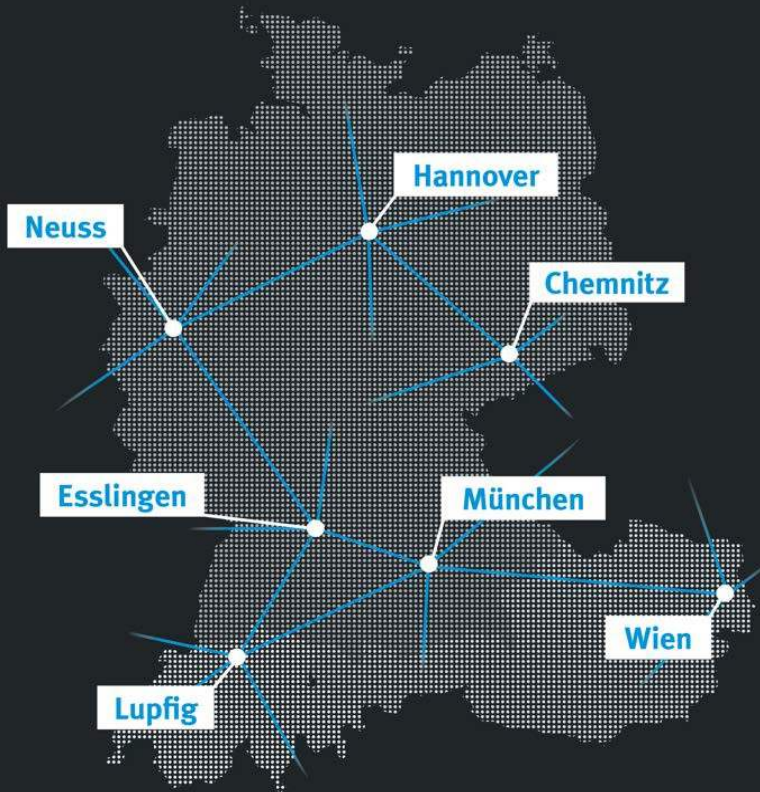 Hannover
Neuss
Chemnitz
Esslingen
München
Wien
Lupfig